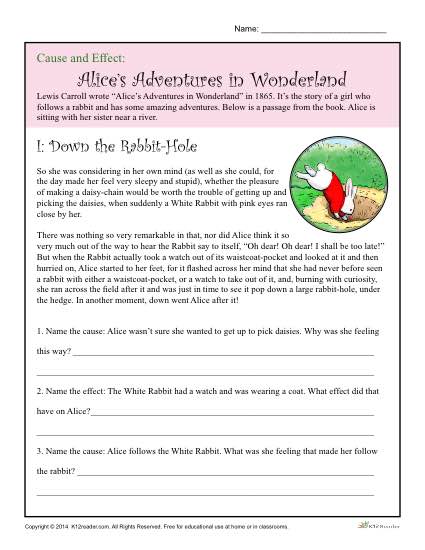 Name: ______________________________
Cause and Effect:
Alice's Adventures in Wonderland
Lewis Carroll wrote "Alice's Adventures in Wonderland" in 1865. It's the story of a girl who
follows a rabbit and has some amazing adventures. Below is a passage from the book. Alice is
sitting with her sister near a river.
I: Down the Rabbit-Hole
So she was considering in her own mind (as well as she could, for
the day made her feel very sleepy and stupid), whether the pleasure
of making a daisy-chain would be worth the trouble of getting up and
picking the daisies, when suddenly a White Rabbit with pink eyes ran
close by her.
There was nothing so very remarkable in that, nor did Alice think it so
very much out of the way to hear the Rabbit say to itself, "Oh dear! Oh dear! I shall be too late!"
But when the Rabbit actually took a watch out of its waistcoat-pocket and looked at it and then
hurried on, Alice started to her feet, for it flashed across her mind that she had never before seen
a rabbit with either a waistcoat-pocket, or a watch to take out of it, and, burning with curiosity,
she ran across the field after it and was just in time to see it pop down a large rabbit-hole, under
the hedge. In another moment, down went Alice after it!
1. Name the cause: Alice wasn't sure she wanted to get up to pick daisies. Why was she feeling
this way?
2. Name the effect: The White Rabbit had a watch and was wearing a coat. What effect did that
have on Alice?
3. Name the cause: Alice follows the White Rabbit. What was she feeling that made her follow
the rabbit?
Copyright © 2014 K12reader.com. All Rights Reserved. Free for educational use at home or in classrooms.
K12Reader